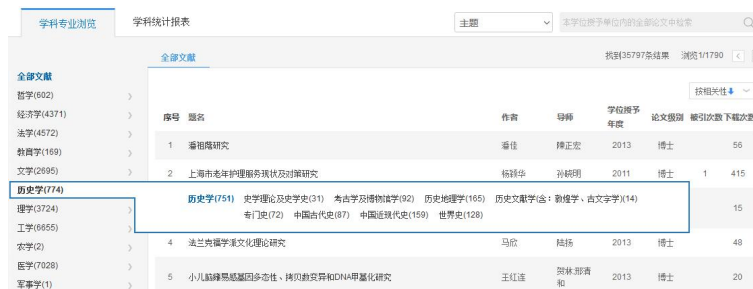 学科专业浏览 学科统计报表 主题 本学位授予单位内的全部论文中检索
全部文献 找到35797条结果 浏览1/1790
全部文献
哲学(602) 按相关性
经济学(4371) 序号 题名 作者 导师 学位授予年度 论文级别 被引次数 下载次数
法学(4572)
教育学(169) 1 潘祖荫研究 潘佳 陈正宏 2013 博士 56
文学(2695) 2 上海市老年护理服务现状及对策研究 杨颖华 孙晓明 2011 博士 1 415
历史学(774)
历史学(751) 史学理论及史学史(31) 考古学及博物馆学(92) 历史地理学(165) 历史文献学(含：敦煌学、古文字学)(14)
理学(3724) 15
专门史(72) 中国古代史(87) 中国近现代史(159) 世界史(128)
工学(6655)
农学(2) 4 法兰克福学派文化理论研究 马欣 陆扬 2013 博士 48
医学(7028)
军事学(1) 5 小儿脑瘫易感基因多态性、拷贝数变异和DNA甲基化研究 王红连 贺林;邢清和 2013 博士 20